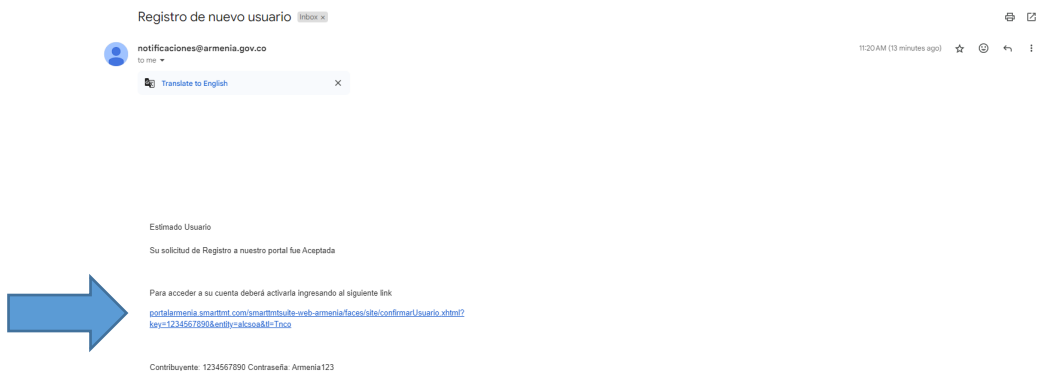 Registro de nuevo usuario Inbox x
notificaciones@armenia.gov.co
11:20 AM (13 minutes ago)
to me
Translate to English
Estimado Usuario
Su solicitud de Registro a nuestro portal fue Aceptada
Para acceder a su cuenta deberá activarla ingresando al siguiente link
portalarmenia.smarttmt.com/smarttmtsuite-web-armenia/faces/site/confirmarUsuario.xhtml?
key=1234567890&entity=alcsoa&tl=Tnco
Contribuyente: 1234567890 Contraseña: Armenia123